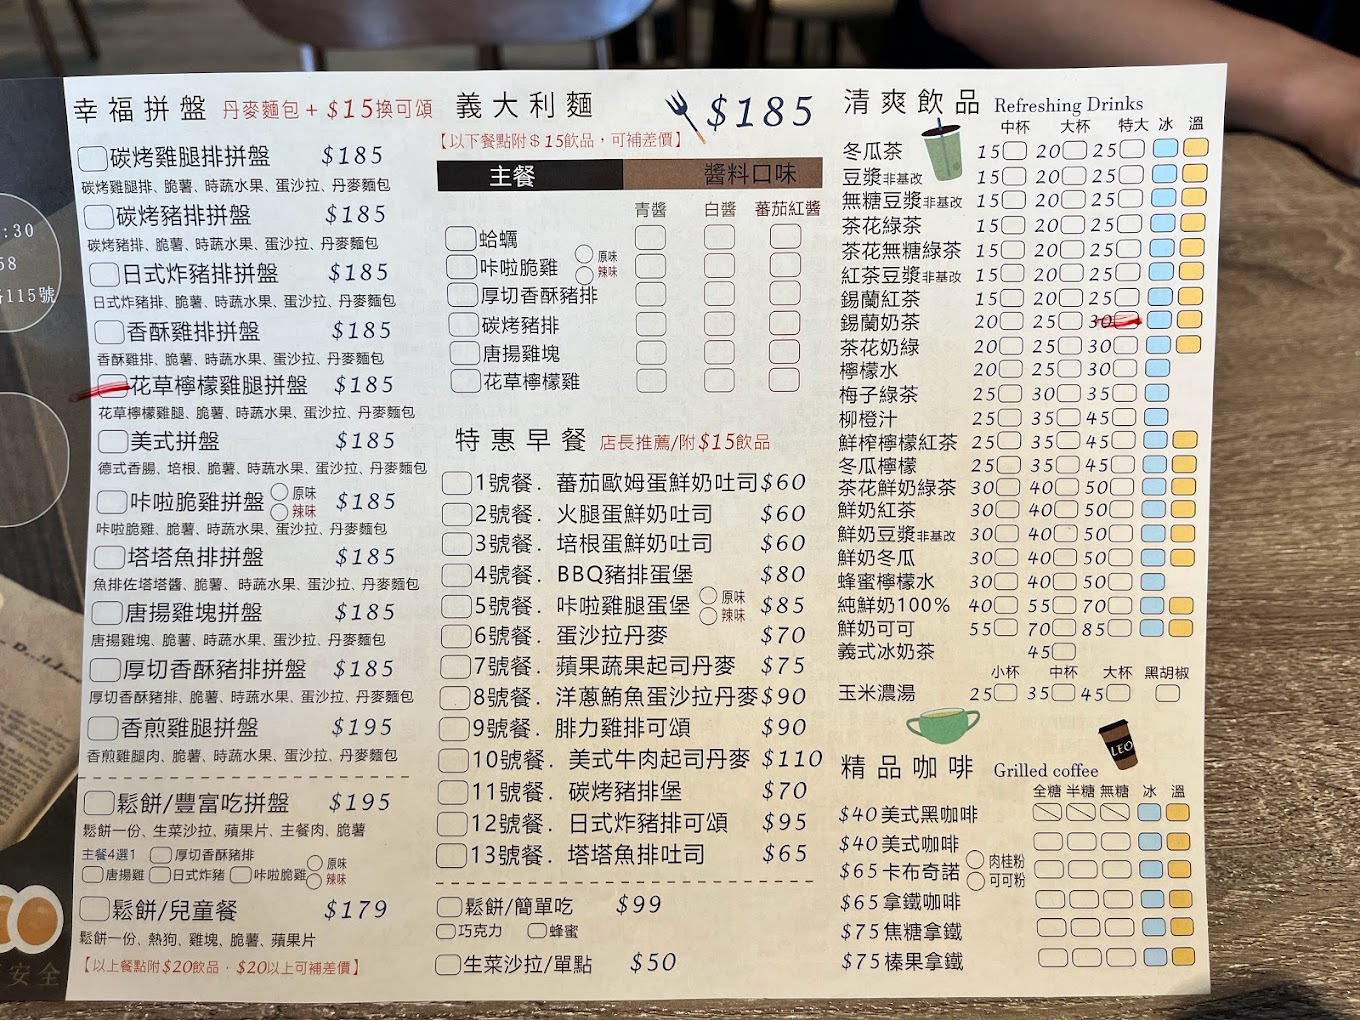 :30
58
115號
安全
幸福拼盤 丹麥麵包+$15換可頌
碳烤雞腿排拼盤 $185
碳烤雞腿排、脆薯、時蔬水果、蛋沙拉、丹麥麵包
碳烤豬排拼盤 $185
碳烤豬排、脆薯、時蔬水果、蛋沙拉、丹麥麵包
日式炸豬排拼盤 $185
日式炸豬排、脆薯、時蔬水果、蛋沙拉、丹麥麵包
香酥雞排拼盤 $185
香酥雞排、脆薯、時蔬水果、蛋沙拉、丹麥麵包
花草檸檬雞腿拼盤 $185
花草檸檬雞腿、脆薯、時蔬水果、蛋沙拉、丹麥麵包
美式拼盤 $185
德式香腸、培根、脆薯、時蔬水果、蛋沙拉、丹麥麵包
咔啦脆雞拼盤 原味 辣味 $185
咔啦脆雞、脆薯、時蔬水果、蛋沙拉、丹麥麵包
塔塔魚排拼盤 $185
魚排佐塔塔醬、脆薯、時蔬水果、蛋沙拉、丹麥麵包
唐揚雞塊拼盤 $185
唐揚雞塊、脆薯、時蔬水果、蛋沙拉、丹麥麵包
厚切香酥豬排拼盤 $185
厚切香酥豬排、脆薯、時蔬水果、蛋沙拉、丹麥麵包
香煎雞腿拼盤 $195
香煎雞腿肉、脆薯、時蔬水果、蛋沙拉、丹麥麵包
鬆餅/豐富吃拼盤 $195
鬆餅一份、生菜沙拉、蘋果片、主餐肉、脆薯
主餐4選1 厚切香酥豬排
唐揚雞 日式炸豬 咔啦脆雞 原味 辣味
鬆餅/兒童餐 $179
鬆餅一份、熱狗、雞塊、脆薯、蘋果片
【以上餐點附$20飲品,$20以上可補差價】
義大利麵 $185
【以下餐點附$15飲品,可補差價】
主餐 醬料口味
青醬 白醬 蕃茄紅醬
蛤蠣
咔啦脆雞 原味 辣味
厚切香酥豬排
碳烤豬排
唐揚雞塊
花草檸檬雞
特惠早餐 店長推薦/附$15飲品
1號餐. 蕃茄歐姆蛋鮮奶吐司 $60
2號餐. 火腿蛋鮮奶吐司 $60
3號餐. 培根蛋鮮奶吐司 $60
4號餐. BBQ豬排蛋堡 $80
5號餐. 咔啦雞腿蛋堡 原味 辣味 $85
6號餐. 蛋沙拉丹麥 $70
7號餐. 蘋果蔬果起司丹麥 $75
8號餐. 洋蔥鮪魚蛋沙拉丹麥 $90
9號餐. 腓力雞排可頌 $90
10號餐. 美式牛肉起司丹麥 $110
11號餐. 碳烤豬排堡 $70
12號餐. 日式炸豬排可頌 $95
13號餐. 塔塔魚排吐司 $65
鬆餅/簡單吃 $99
巧克力 蜂蜜
生菜沙拉/單點 $50
清爽飲品 Refreshing Drinks
中杯 大杯 特大 冰 溫
冬瓜茶 15 20 25
豆漿非基改 15 20 25
無糖豆漿非基改 15 20 25
茶花綠茶 15 20 25
茶花無糖綠茶 15 20 25
紅茶豆漿非基改 15 20 25
錫蘭紅茶 15 20 25
錫蘭奶茶 20 25 30
茶花奶綠 20 25 30
檸檬水 20 25 30
梅子綠茶 25 30 35
柳橙汁 25 35 45
鮮榨檸檬紅茶 25 35 45
冬瓜檸檬 25 35 45
茶花鮮奶綠茶 30 40 50
鮮奶紅茶 30 40 50
鮮奶豆漿非基改 30 40 50
鮮奶冬瓜 30 40 50
蜂蜜檸檬水 30 40 50
純鮮奶100% 40 55 70
鮮奶可可 55 70 85
義式冰奶茶 45
小杯 中杯 大杯 黑胡椒
玉米濃湯 25 35 45
LEO
精品咖啡 Grilled coffee
全糖 半糖 無糖 冰 溫
$40 美式黑咖啡
$40 美式咖啡
$65 卡布奇諾 肉桂粉 可可粉
$65 拿鐵咖啡
$75 焦糖拿鐵
$75 榛果拿鐵